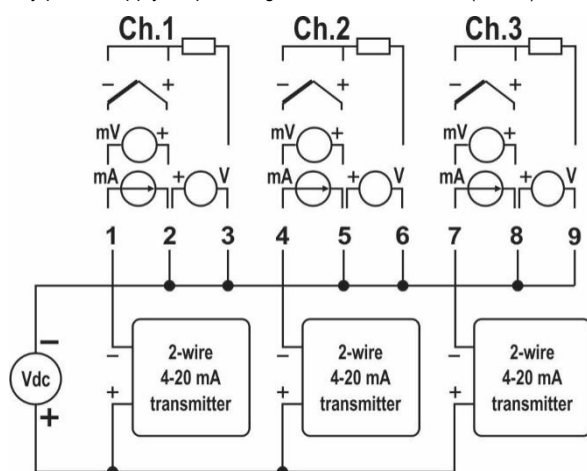 Ch.1 Ch.2 Ch.3
− + − + − +
mV + mV + mV +
mA + V mA + V mA + V
1 2 3 4 5 6 7 8 9
−
Vdc
+
−
2-wire
4-20 mA
transmitter
+
−
2-wire
4-20 mA
transmitter
+
−
2-wire
4-20 mA
transmitter
+